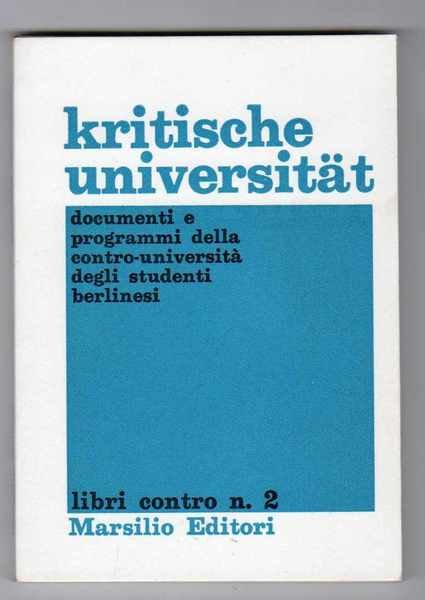 kritische
universität
documenti e
programmi della
contro-università
degli studenti
berlinesi
libri contro n. 2
Marsilio Editori